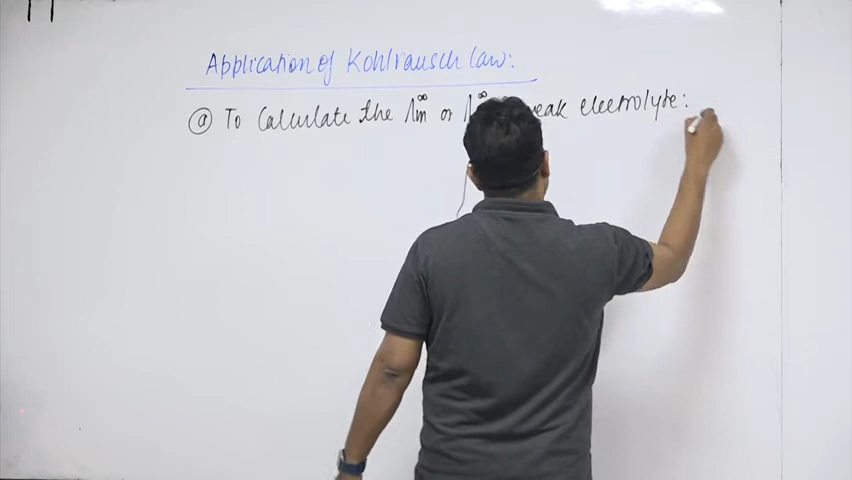 Application of Kohlrausch law:
ⓐ To Calculate the Λm∞ or weak electrolyte: